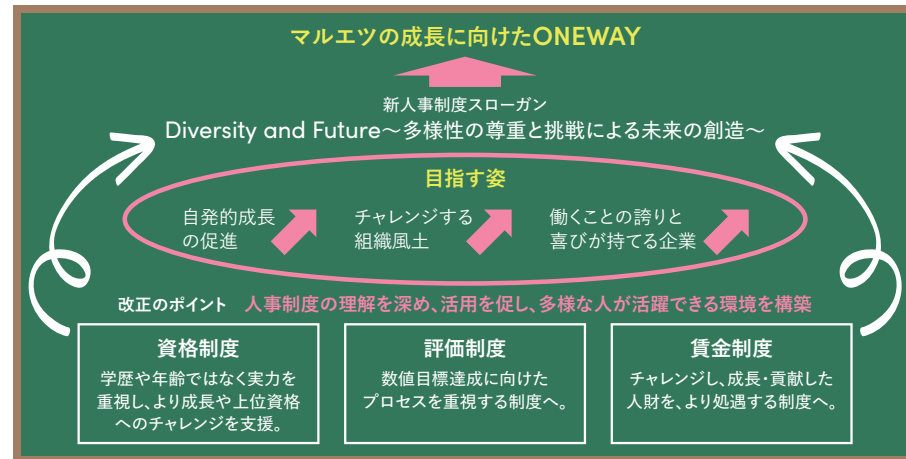 マルエツの成長に向けたONEWAY
新人事制度スローガン
Diversity and Future～多様性の尊重と挑戦による未来の創造～
目指す姿
自発的成長
の促進
チャレンジする
組織風土
働くことの誇りと
喜びが持てる企業
改正のポイント 人事制度の理解を深め、活用を促し、多様な人が活躍できる環境を構築
資格制度
学歴や年齢ではなく実力を
重視し、より成長や上位資格
へのチャレンジを支援。
評価制度
数値目標達成に向けた
プロセスを重視する制度へ。
賃金制度
チャレンジし、成長・貢献した
人財を、より処遇する制度へ。